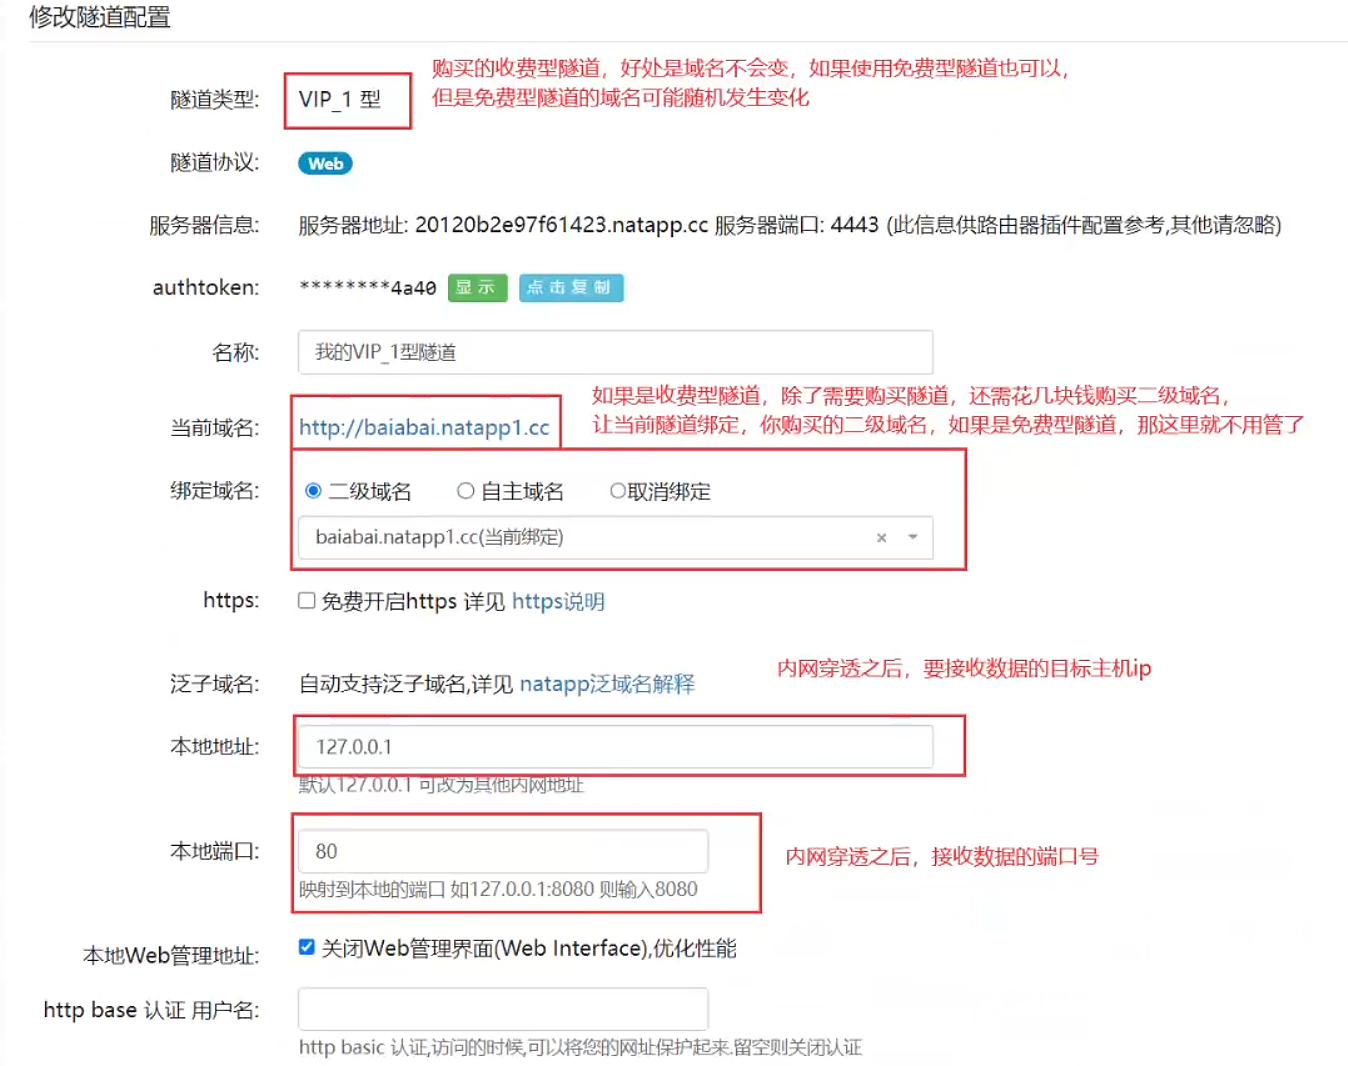 修改隧道配置
购买的收费型隧道，好处是域名不会变，如果使用免费型隧道也可以，
但是免费型隧道的域名可能随机发生变化
隧道类型: VIP_1 型
隧道协议: Web
服务器信息: 服务器地址: 20120b2e97f61423.natapp.cc 服务器端口: 4443 (此信息供路由器插件配置参考,其他请忽略)
authtoken: ********4a40 显示 点击复制
名称: 我的VIP_1型隧道
如果是收费型隧道，除了需要购买隧道，还需花几块钱购买二级域名，
让当前隧道绑定，你购买的二级域名，如果是免费型隧道，那这里就不用管了
当前域名: http://baiabai.natapp1.cc
绑定域名: 二级域名 自主域名 取消绑定
baiabai.natapp1.cc(当前绑定) ×
https: 免费开启https 详见 https说明
内网穿透之后，要接收数据的目标主机ip
泛子域名: 自动支持泛子域名,详见 natapp泛域名解释
本地地址: 127.0.0.1
默认127.0.0.1 可改为其他内网地址
本地端口: 80
内网穿透之后，接收数据的端口号
映射到本地的端口 如127.0.0.1:8080 则输入8080
本地Web管理地址: 关闭Web管理界面(Web Interface),优化性能
http base 认证 用户名:
http basic 认证,访问的时候,可以将您的网址保护起来.留空则关闭认证